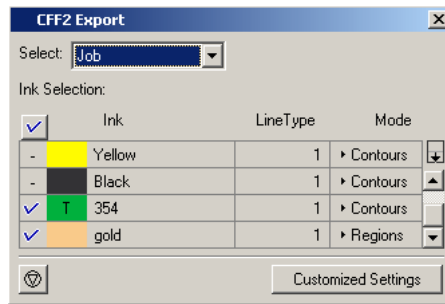 CFF2 Export
Select: Job
Ink Selection:
Ink LineType Mode
- Yellow 1 Contours
- Black 1 Contours
T 354 1 Contours
gold 1 Regions
Customized Settings